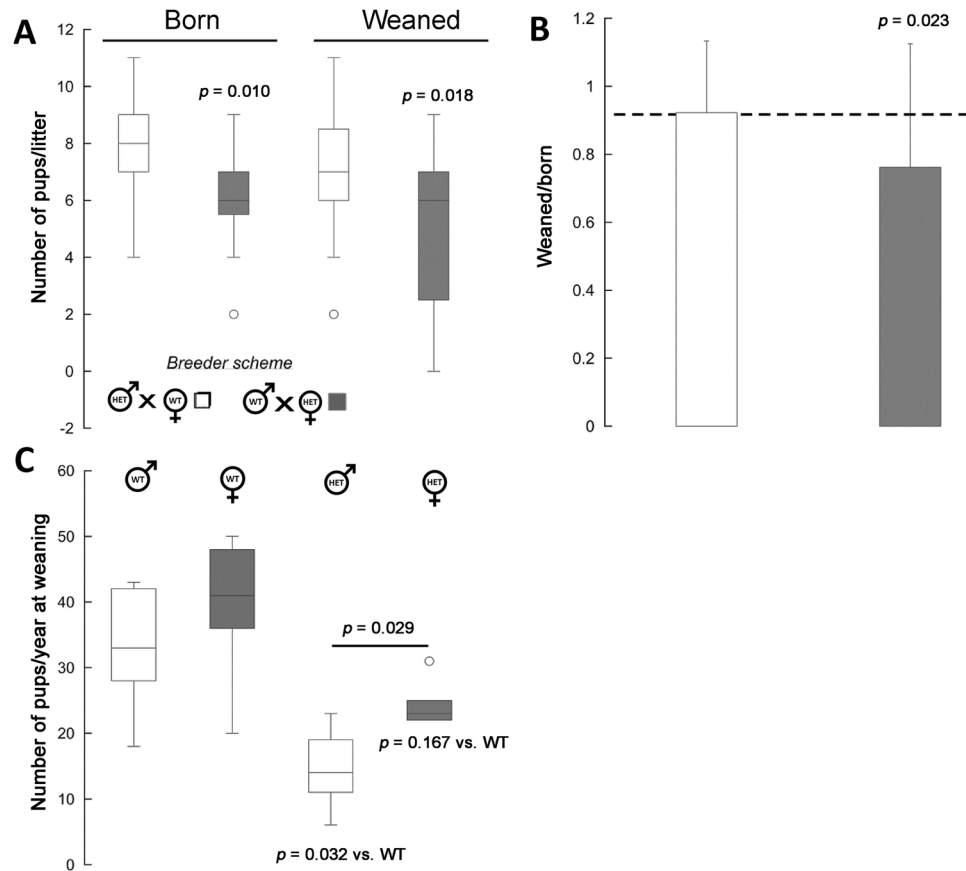 A
Born
Weaned
Number of pups/litter
12
10
8
6
4
2
0
-2
p = 0.010
p = 0.018
Breeder scheme
HET x WT
WT x HET
B
p = 0.023
Weaned/born
1.2
1
0.8
0.6
0.4
0.2
0
C
WT
WT
HET
HET
Number of pups/year at weaning
60
50
40
30
20
10
0
p = 0.029
p = 0.167 vs. WT
p = 0.032 vs. WT